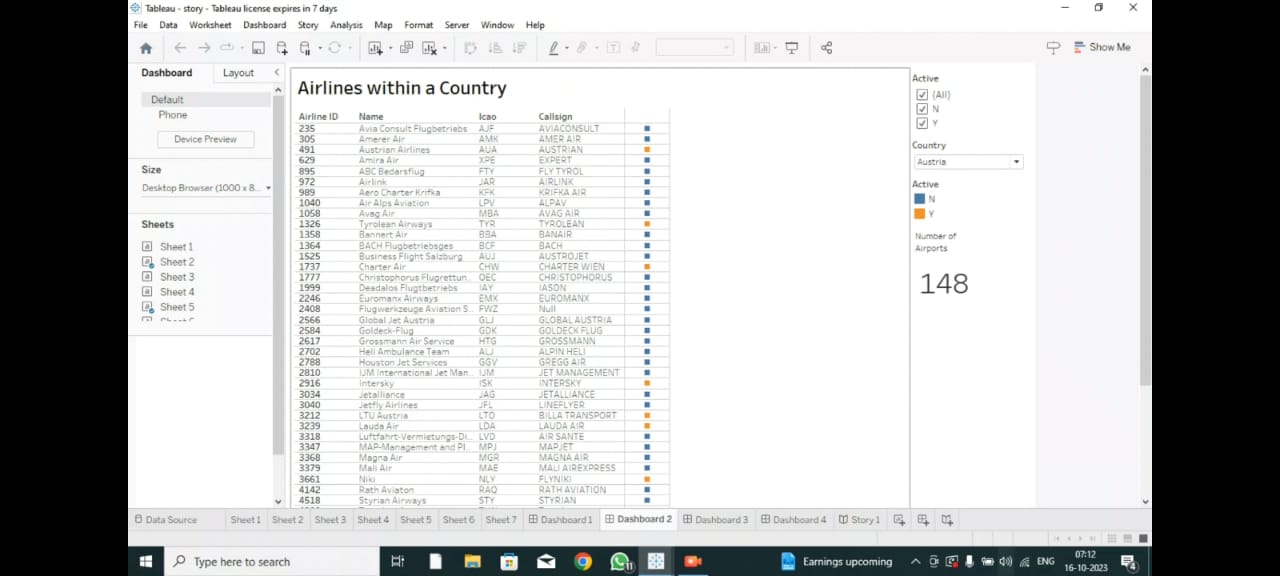 Tableau - story - Tableau license expires in 7 days
File Data Worksheet Dashboard Story Analysis Map Format Server Window Help
Show Me
Dashboard Layout
Default
Phone
Device Preview
Size
Desktop Browser (1000 x 8...
Sheets
Sheet 1
Sheet 2
Sheet 3
Sheet 4
Sheet 5
Airlines within a Country
Airline ID Name Icao Callsign
235 Avia Consult Flugbetriebs AJF AVIACONSULT
305 Amerer Air AMK AMER AIR
491 Austrian Airlines AUA AUSTRIAN
629 Amira Air XPE EXPERT
895 ABC Bedarsflug FTY FLY TYROL
972 Airlink JAR AIRLINK
989 Aero Charter Krifka KFK KRIFKA AIR
1040 Air Alps Aviation LPV ALPAV
1058 Avag Air MBA AVAG AIR
1326 Tyrolean Airways TYR TYROLEAN
1358 Bannert Air BBA BANAIR
1364 BACH Flugbetriebsges BCF BACH
1525 Business Flight Salzburg AUJ AUSTROJET
1737 Charter Air CHW CHARTER WIEN
1777 Christophorus Flugrettun.. OEC CHRISTOPHORUS
1999 Deadalos Flugtbetriebs IAY IASON
2246 Euromanx Airways EMX EUROMANX
2408 Flugwerkzeuge Aviation S.. FWZ Null
2566 Global Jet Austria GLJ GLOBAL AUSTRIA
2584 Goldeck-Flug GDK GOLDECK FLUG
2617 Grossmann Air Service HTG GROSSMANN
2702 Heli Ambulance Team ALJ ALPIN HELI
2788 Houston Jet Services GGV GREGG AIR
2810 IJM International Jet Man.. IJM JET MANAGEMENT
2916 Intersky ISK INTERSKY
3034 Jetalliance JAG JETALLIANCE
3040 Jetfly Airlines JFL LINEFLYER
3212 LTU Austria LTO BILLA TRANSPORT
3239 Lauda Air LDA LAUDA AIR
3318 Luftfahrt-Vermietungs-Di.. LVD AIR SANTE
3347 MAP-Management and Pl.. MPJ MAPJET
3368 Magna Air MGR MAGNA AIR
3379 Mali Air MAE MALI AIREXPRESS
3661 Niki NLY FLYNIKI
4142 Rath Aviaton RAQ RATH AVIATION
4518 Styrian Airways STY STYRIAN
Active
(All)
N
Y
Country
Austria
Active
N
Y
Number of
Airports
148
Data Source Sheet 1 Sheet 2 Sheet 3 Sheet 4 Sheet 5 Sheet 6 Sheet 7 Dashboard 1 Dashboard 2 Dashboard 3 Dashboard 4 Story 1
Type here to search
11
Earnings upcoming
ENG
07:12
16-10-2023
4